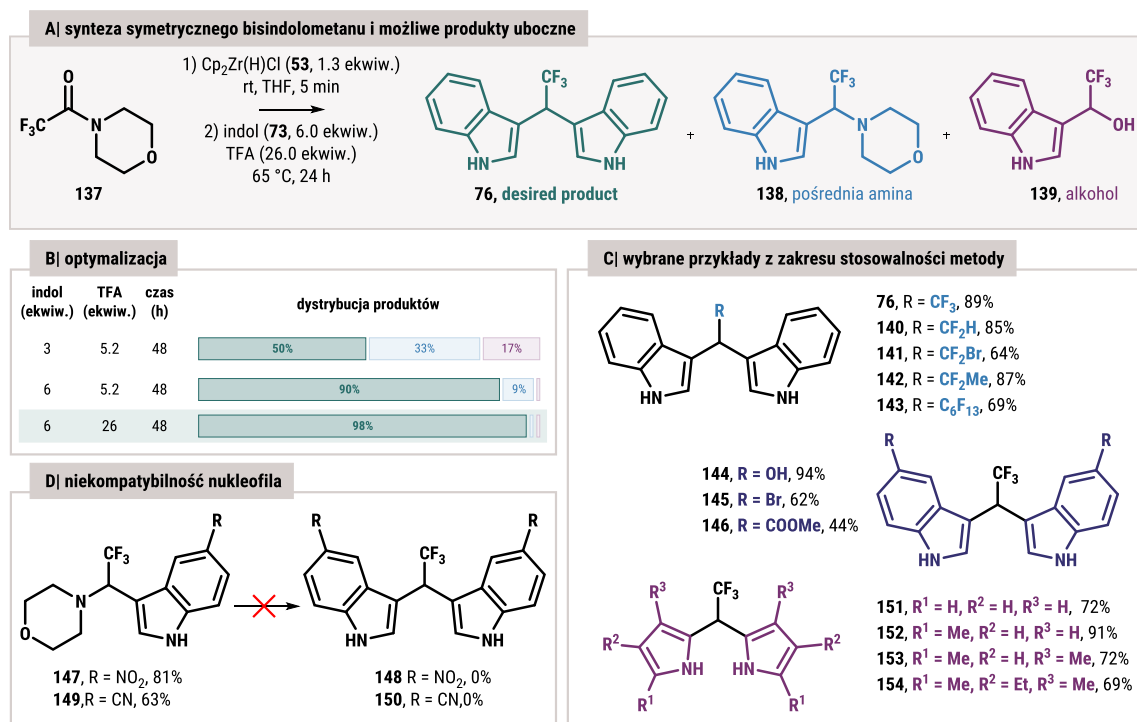 A| synteza symetrycznego bisindolometanu i możliwe produkty uboczne
O
F3C
N
O
137
1) Cp2Zr(H)Cl (53, 1.3 ekwiw.)
rt, THF, 5 min
2) indol (73, 6.0 ekwiw.)
TFA (26.0 ekwiw.)
65 °C, 24 h
CF3
HN
NH
76, desired product
+
CF3
N
O
HN
138, pośrednia amina
+
CF3
OH
HN
139, alkohol
B| optymalizacja
indol (ekwiw.) TFA (ekwiw.) czas (h) dystrybucja produktów
3 5.2 48 50% 33% 17%
6 5.2 48 90% 9%
6 26 48 98%
C| wybrane przykłady z zakresu stosowalności metody
R
HN
NH
76, R = CF3, 89%
140, R = CF2H, 85%
141, R = CF2Br, 64%
142, R = CF2Me, 87%
143, R = C6F13, 69%
144, R = OH, 94%
145, R = Br, 62%
146, R = COOMe, 44%
R
R
CF3
HN
NH
R3
CF3
R3
R2
R2
NH
HN
R1
R1
151, R1 = H, R2 = H, R3 = H, 72%
152, R1 = Me, R2 = H, R3 = H, 91%
153, R1 = Me, R2 = H, R3 = Me, 72%
154, R1 = Me, R2 = Et, R3 = Me, 69%
D| niekompatybilność nukleofila
R
CF3
N
O
NH
147, R = NO2, 81%
149,R = CN, 63%
R
R
CF3
HN
NH
148, R = NO2, 0%
150, R = CN,0%